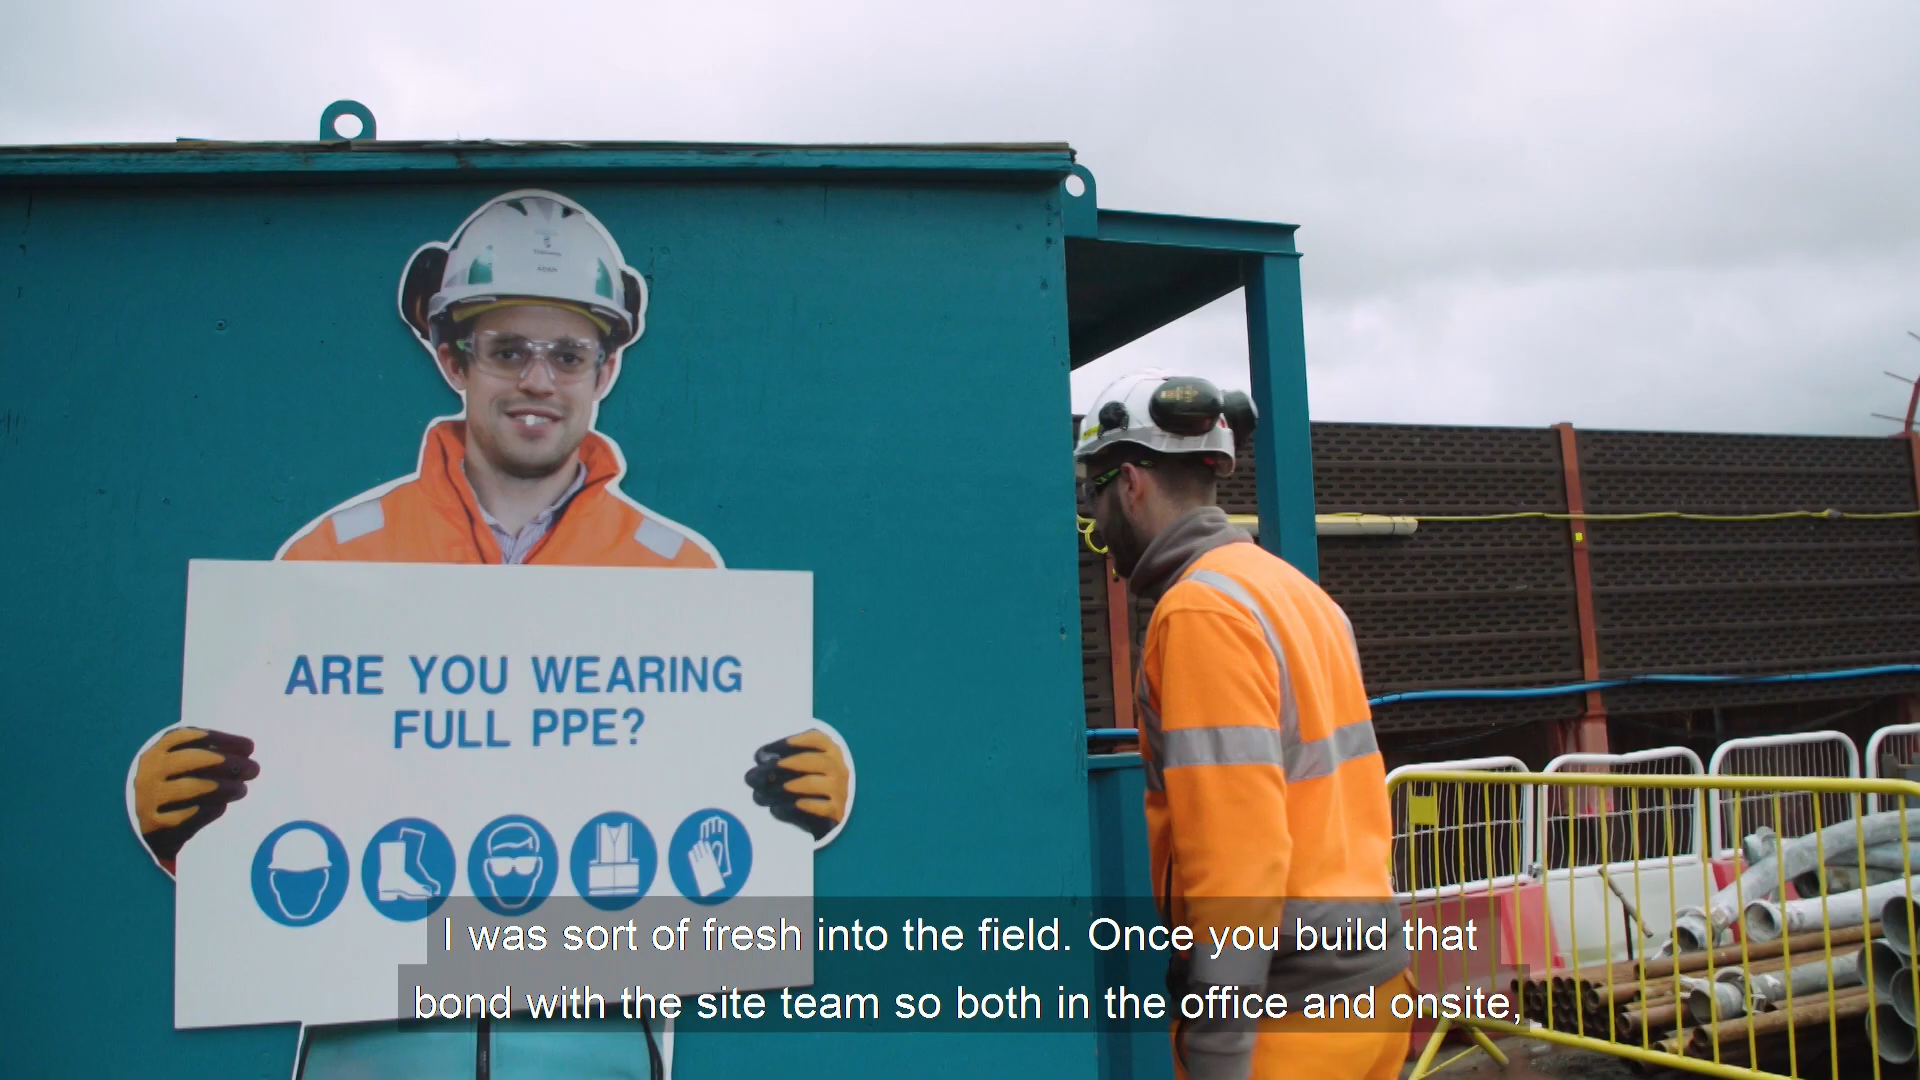 ADAM
ARE YOU WEARING
FULL PPE?
I was sort of fresh into the field. Once you build that
bond with the site team so both in the office and onsite,